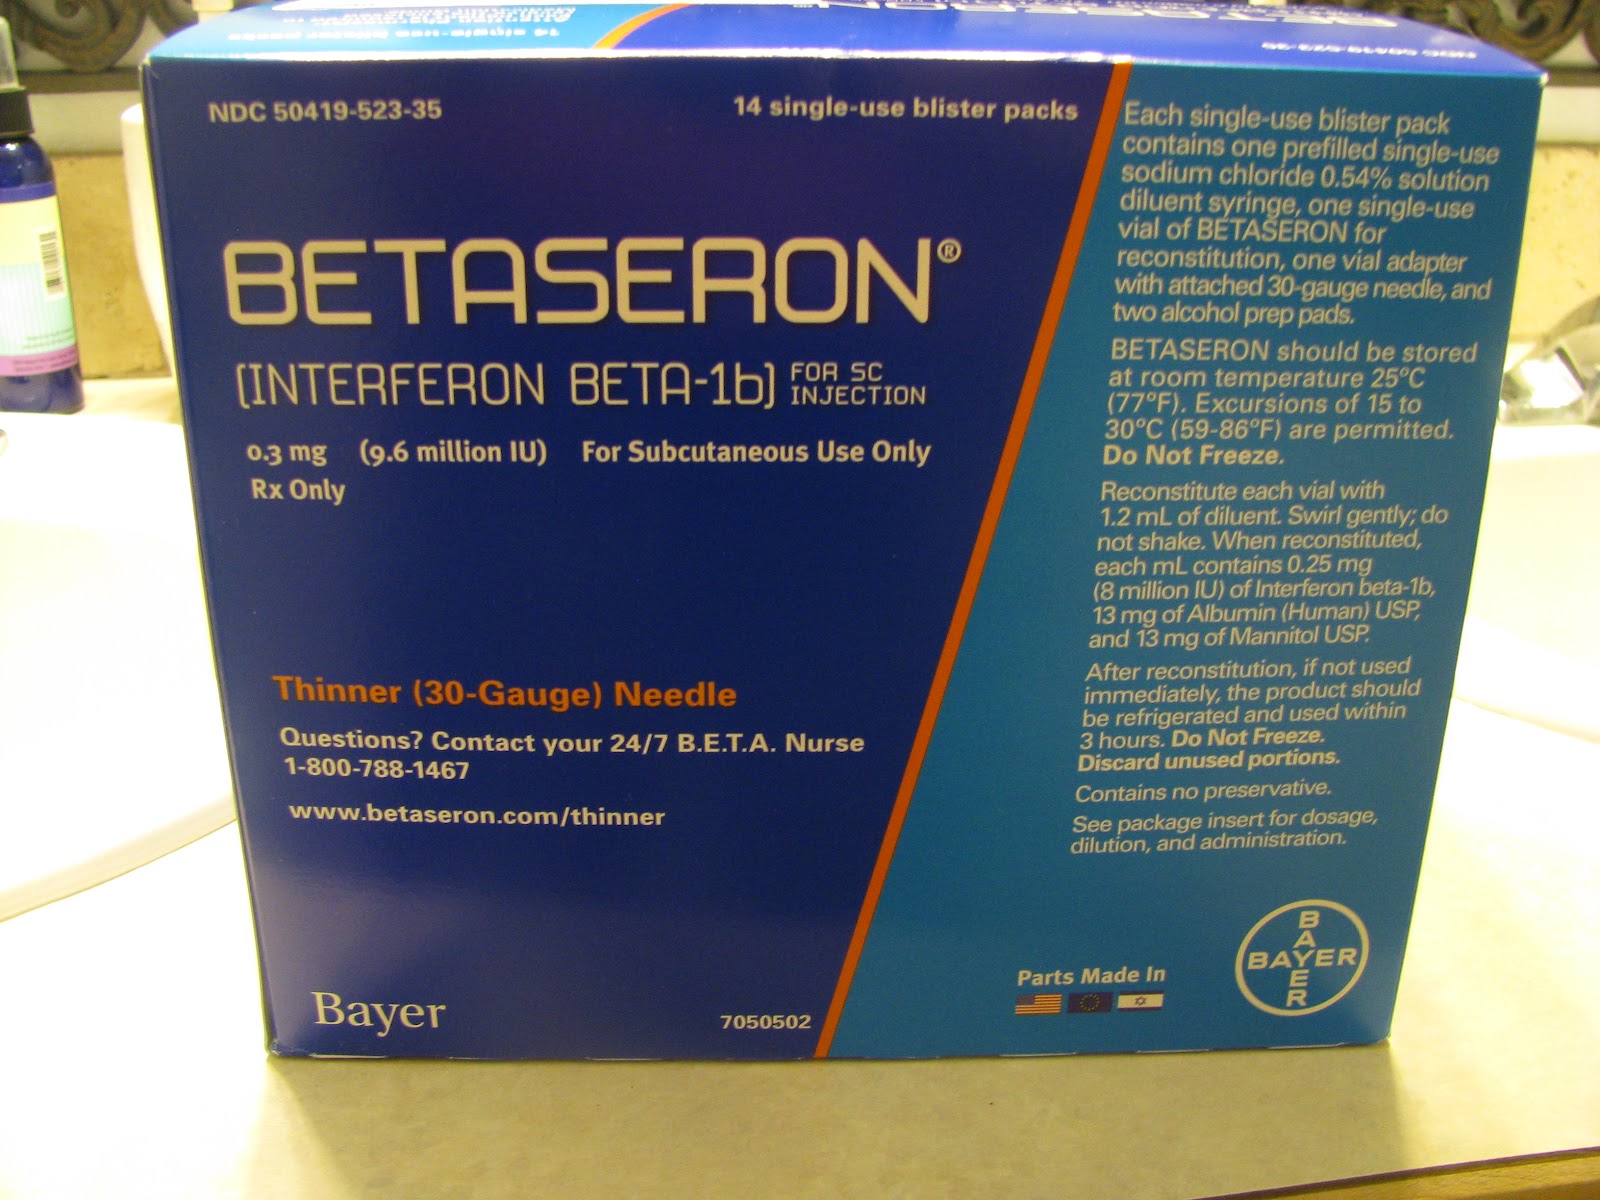 NDC 50419-523-35
14 single-use blister packs
BETASERON®
(INTERFERON BETA-1b) FOR SC
INJECTION
0.3 mg (9.6 million IU) For Subcutaneous Use Only
Rx Only
Thinner (30-Gauge) Needle
Questions? Contact your 24/7 B.E.T.A. Nurse
1-800-788-1467
www.betaseron.com/thinner
Bayer
7050502
Each single-use blister pack
contains one prefilled single-use
sodium chloride 0.54% solution
diluent syringe, one single-use
vial of BETASERON for
reconstitution, one vial adapter
with attached 30-gauge needle, and
two alcohol prep pads.
BETASERON should be stored
at room temperature 25°C
(77°F). Excursions of 15 to
30°C (59-86°F) are permitted.
Do Not Freeze.
Reconstitute each vial with
1.2 mL of diluent. Swirl gently; do
not shake. When reconstituted,
each mL contains 0.25 mg
(8 million IU) of Interferon beta-1b,
13 mg of Albumin (Human) USP,
and 13 mg of Mannitol USP.
After reconstitution, if not used
immediately, the product should
be refrigerated and used within
3 hours. Do Not Freeze.
Discard unused portions.
Contains no preservative.
See package insert for dosage,
dilution, and administration.
Parts Made In
BAYER
BAYER